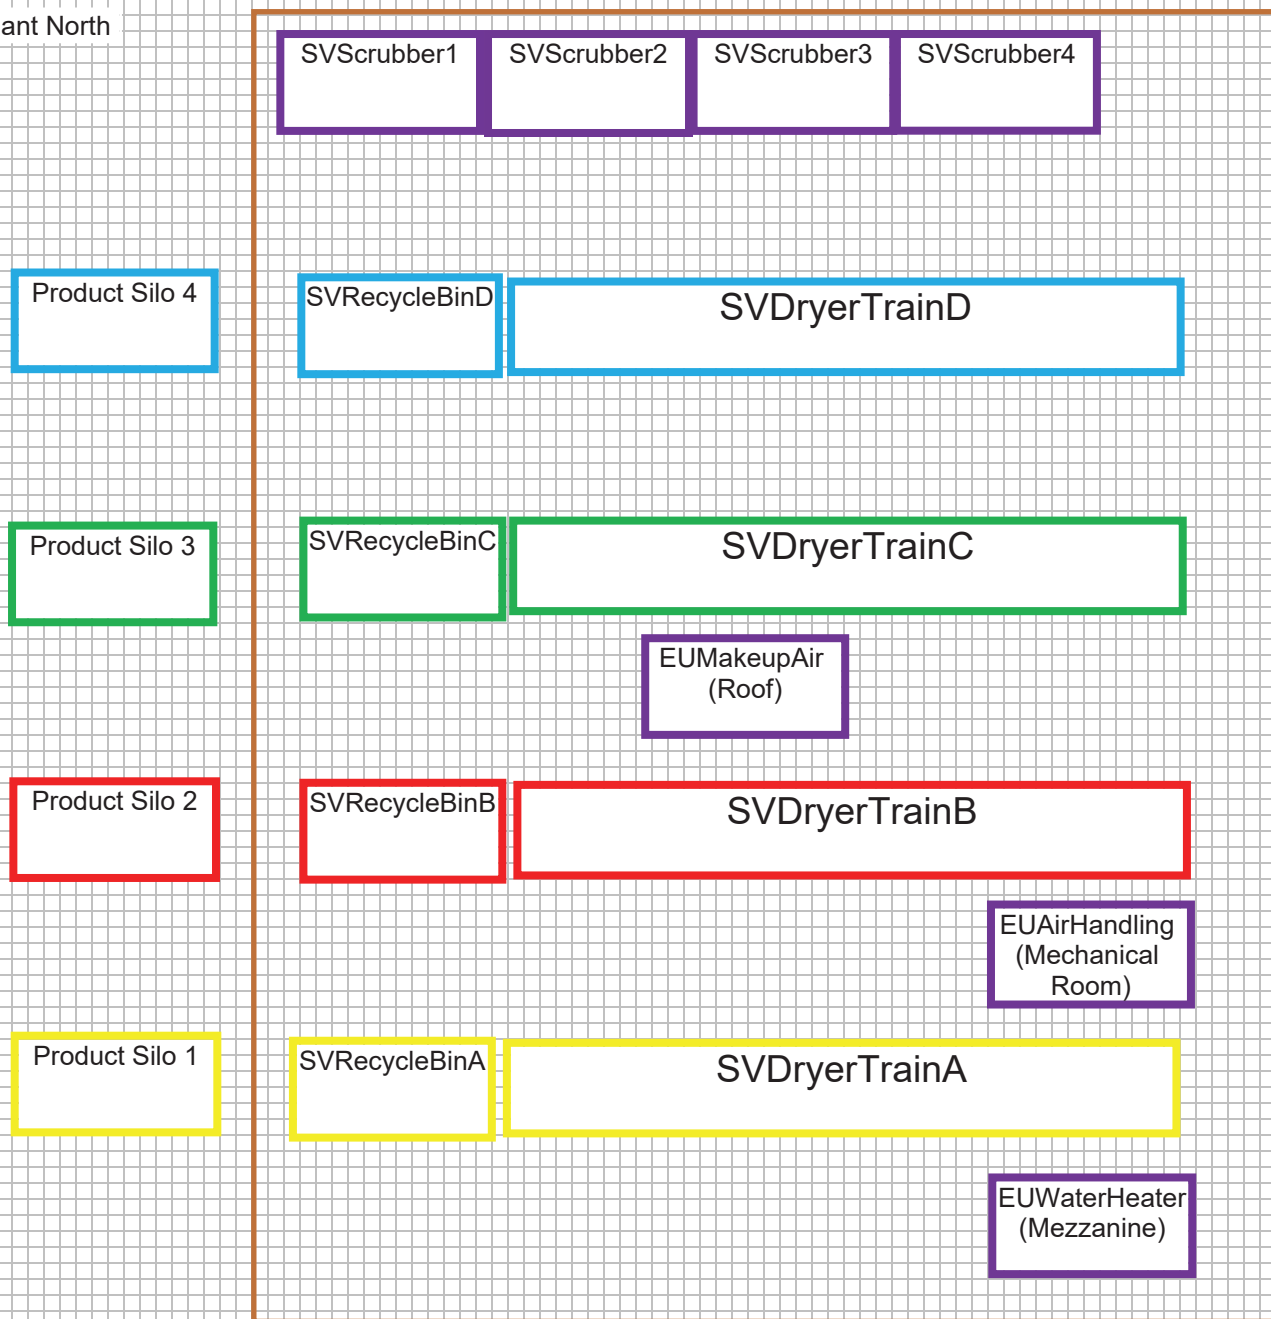 ant North
SVScrubber1
SVScrubber2
SVScrubber3
SVScrubber4
Product Silo 4
SVRecycleBinD
SVDryerTrainD
Product Silo 3
SVRecycleBinC
SVDryerTrainC
EUMakeupAir
(Roof)
Product Silo 2
SVRecycleBinB
SVDryerTrainB
EUAirHandling
(Mechanical
Room)
Product Silo 1
SVRecycleBinA
SVDryerTrainA
EUWaterHeater
(Mezzanine)